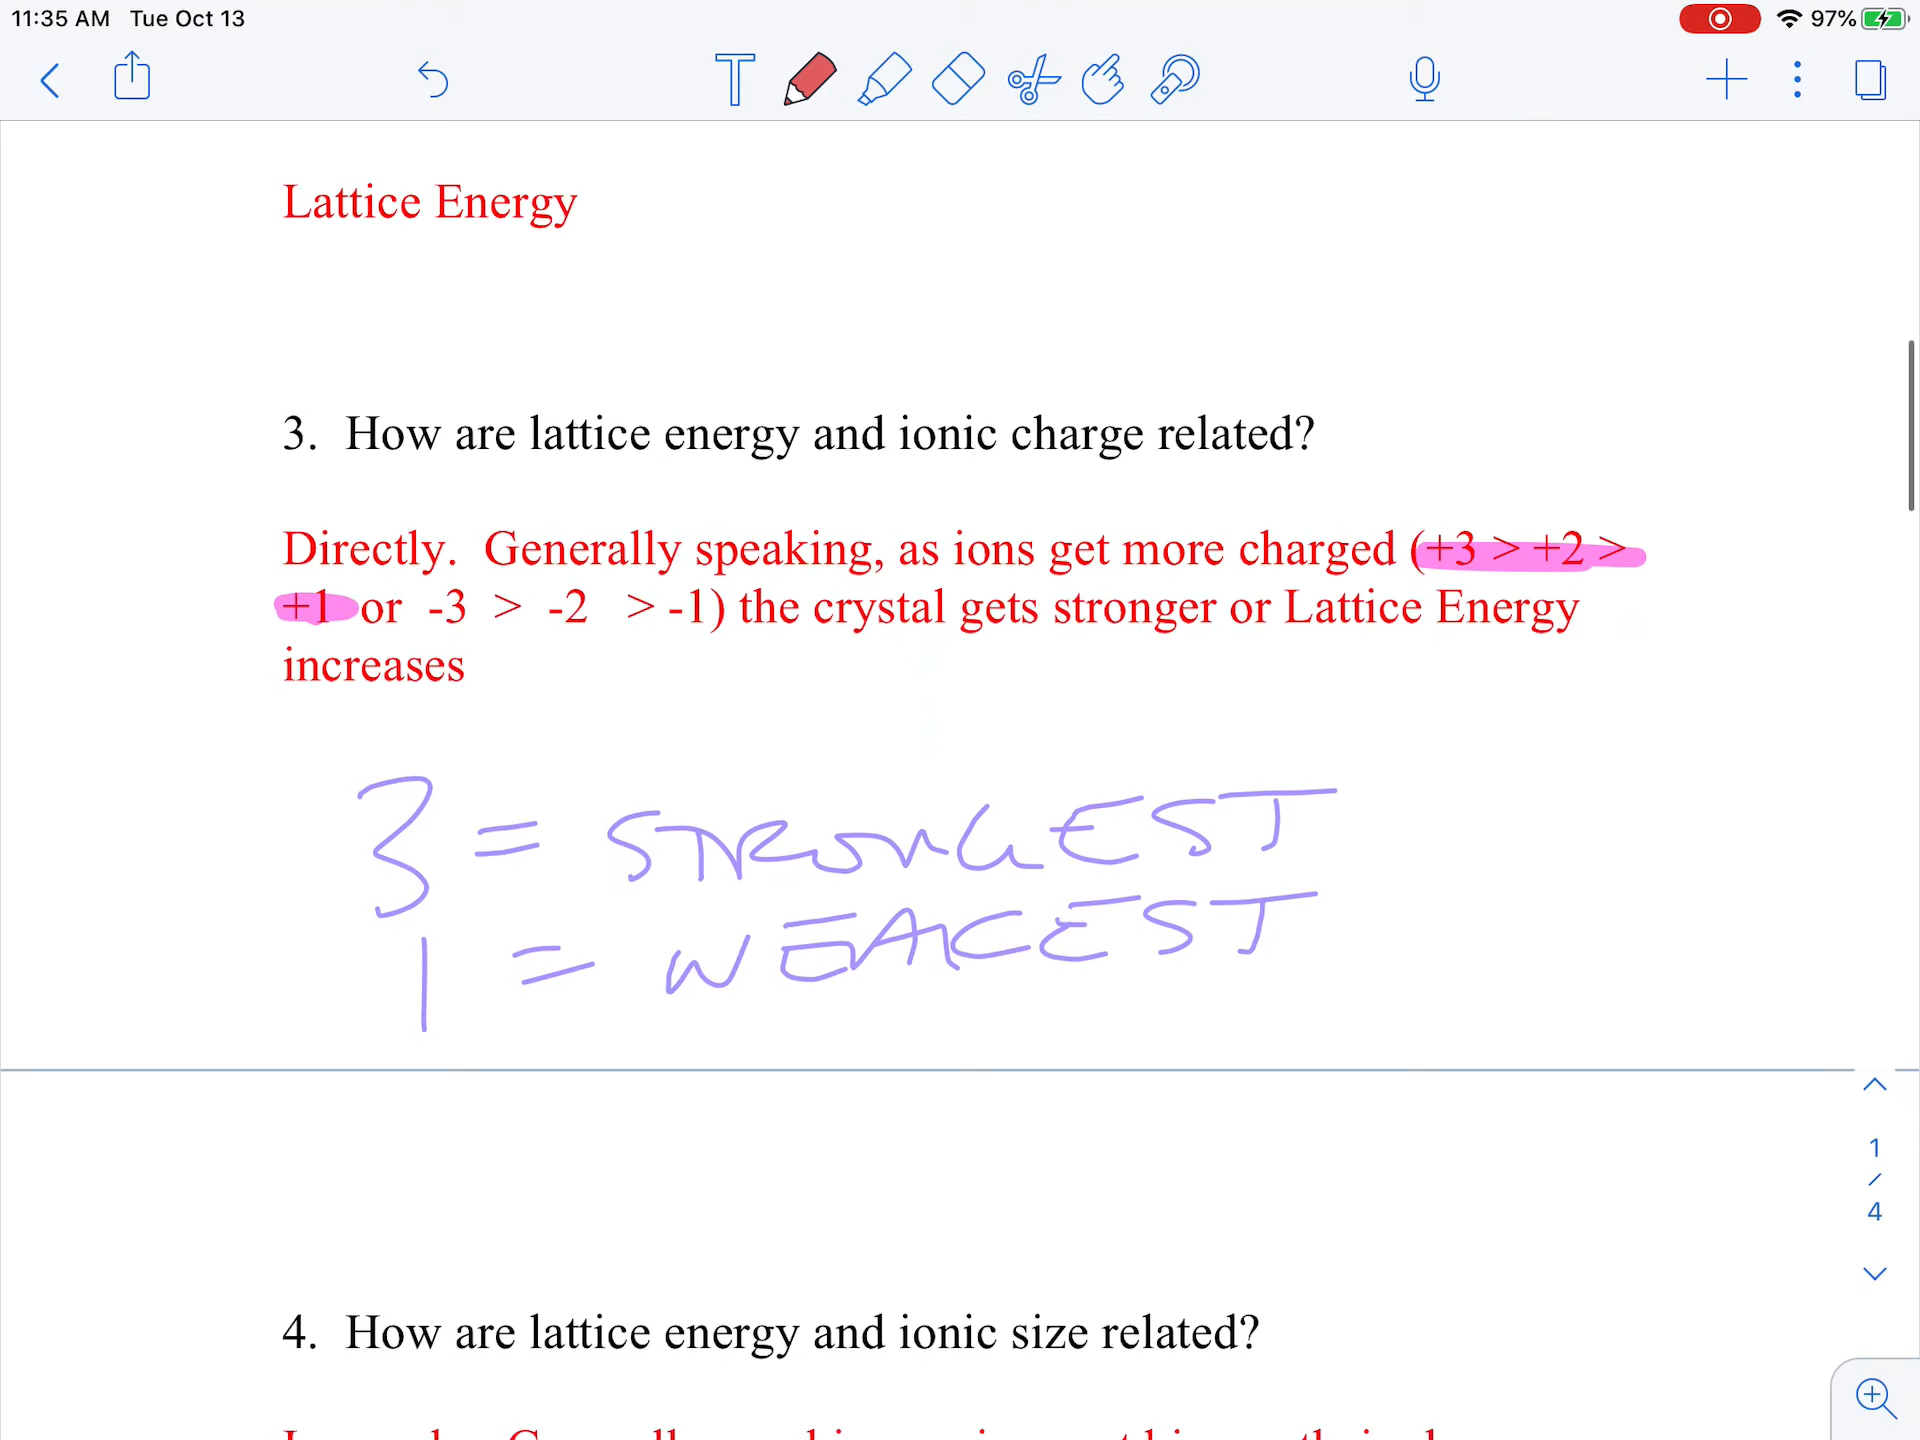 11:35 AM Tue Oct 13
97%
Lattice Energy
3. How are lattice energy and ionic charge related?
Directly. Generally speaking, as ions get more charged (+3 > +2 >
+1 or -3 > -2 > -1) the crystal gets stronger or Lattice Energy
increases
3 = STRONGEST
1 = WEAKEST
1
/
4
4. How are lattice energy and ionic size related?